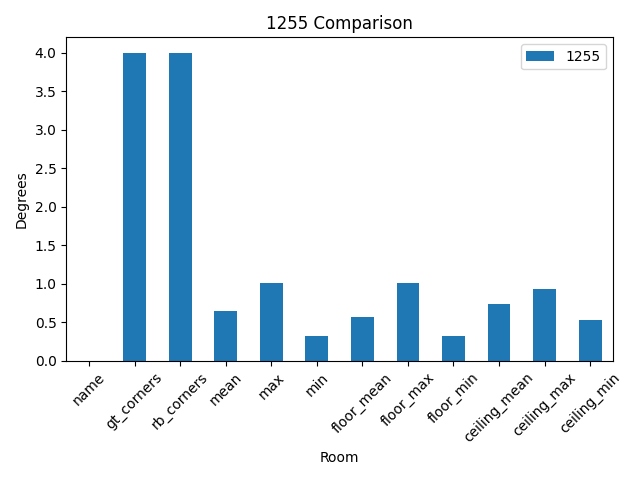 1255 Comparison
1255
Degrees
4.0
3.5
3.0
2.5
2.0
1.5
1.0
0.5
0.0
name
gt_corners
rb_corners
mean
max
min
floor_mean
floor_max
floor_min
ceiling_mean
ceiling_max
ceiling_min
Room